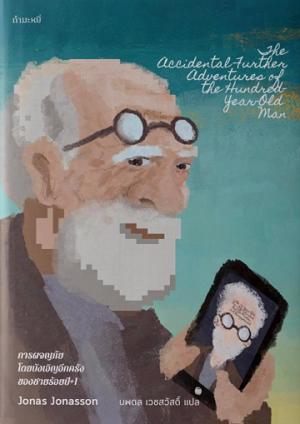 กำมะหยี่
The
Accidental Further
Adventures of
the Hundred-
Year-Old
Man
การผจญภัย
โดยบังเอิญอีกครั้ง
ของชายร้อยปี+1
Jonas Jonasson
นพดล เวชสวัสดิ์ แปล